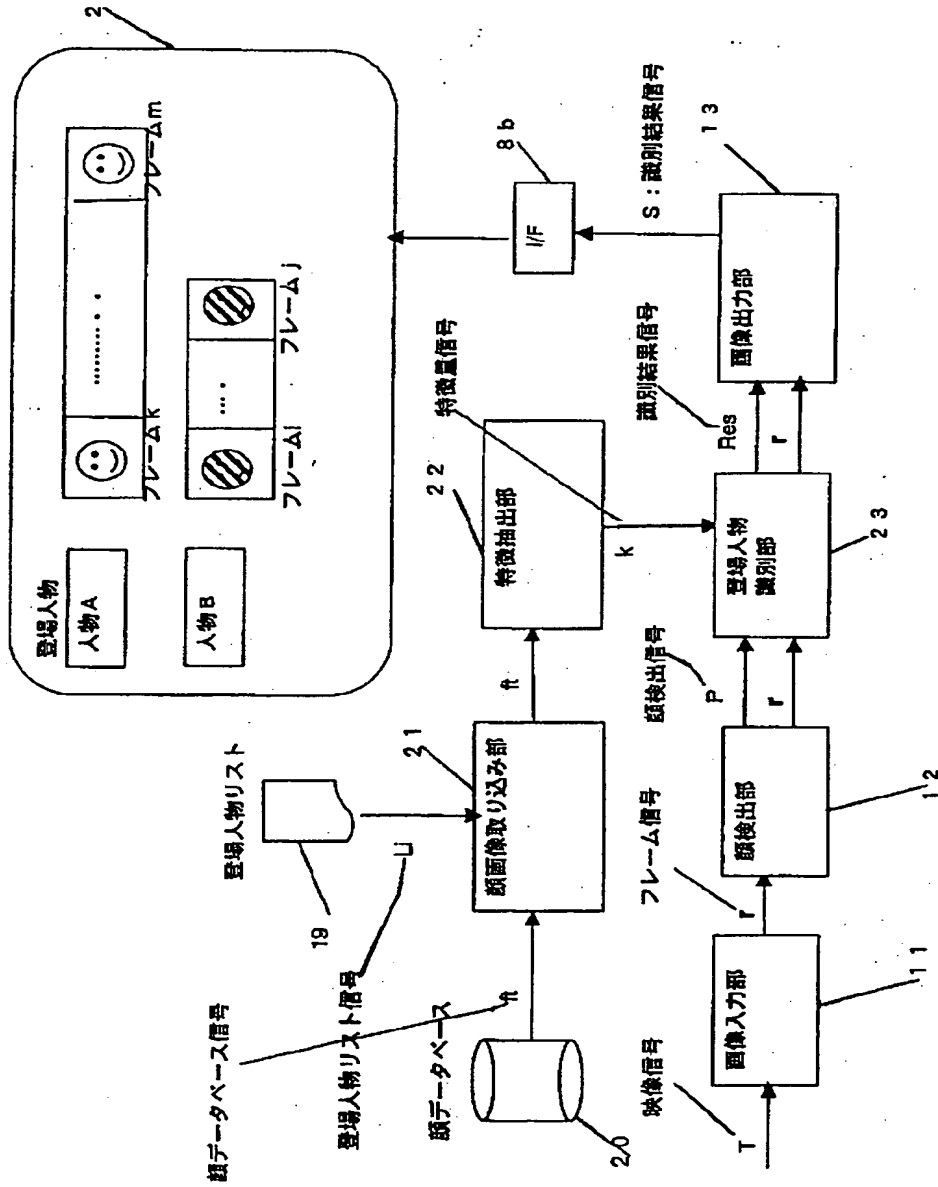 2
登場人物
人物A
フレームk
………
フレームm
人物B
フレームl
…
フレームj
登場人物リスト
19
登場人物リスト信号
Li
顔データベース信号
ft
顔データベース
20
顔画像取り込み部
21
ft
特徴抽出部
22
特徴量信号
k
I/F
8b
S:識別結果信号
映像信号
T
画像入力部
11
フレーム信号
r
顔検出部
12
顔検出信号
P
r
登場人物
識別部
23
識別結果信号
Res
r
画像出力部
13